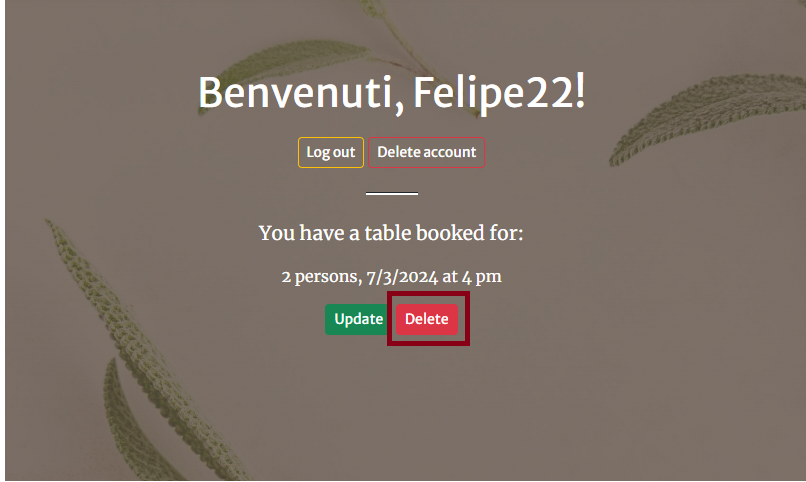 Benvenuti, Felipe22!
Log out Delete account
You have a table booked for:
2 persons, 7/3/2024 at 4 pm
Update Delete